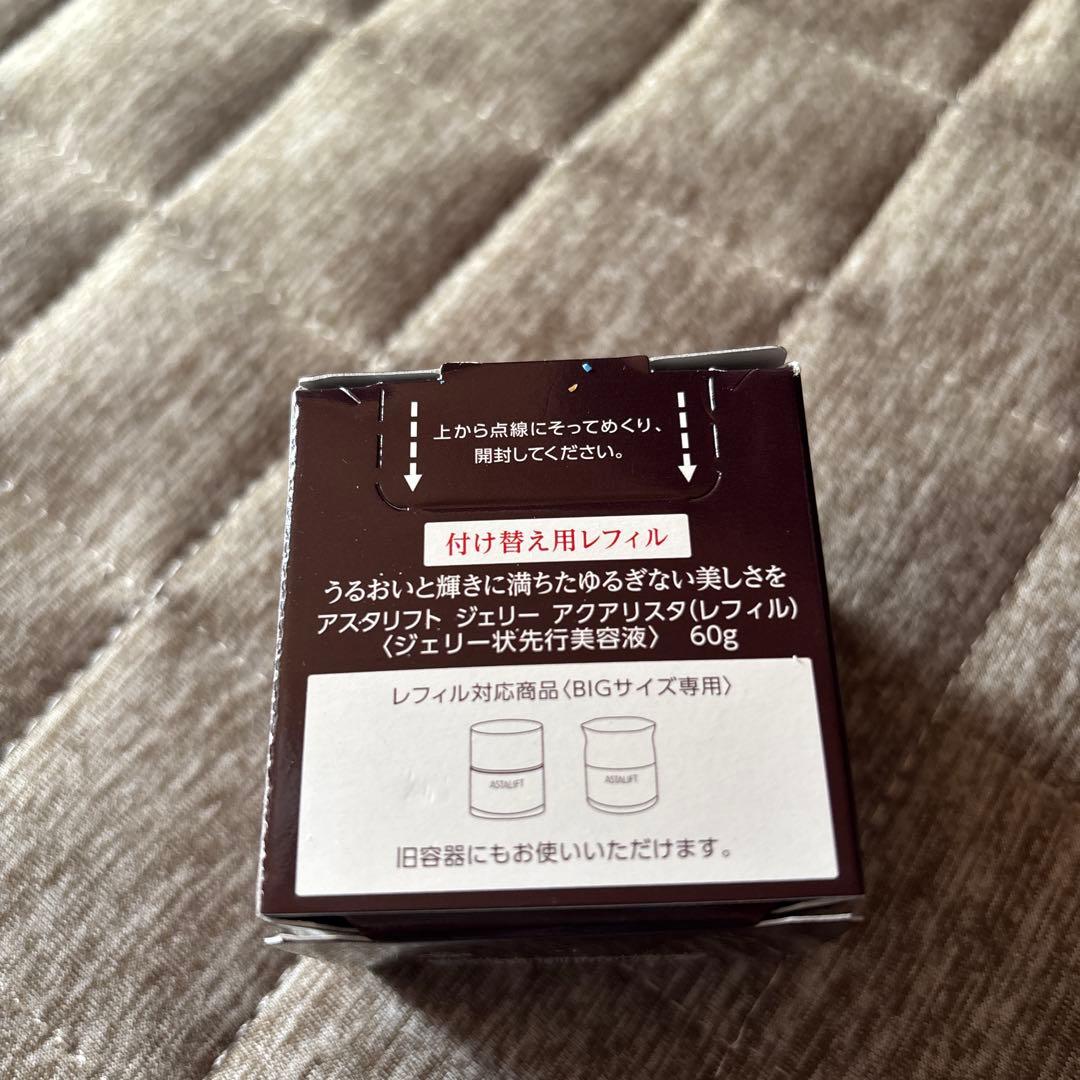 上から点線にそってめくり、
開封してください。
付け替え用レフィル
うるおいと輝きに満ちたゆるぎない美しさを
アスタリフト ジェリー アクアリスタ(レフィル)
〈ジェリー状先行美容液〉 60g
レフィル対応商品〈BIGサイズ専用〉
ASTALIFT ASTALIFT
旧容器にもお使いいただけます。